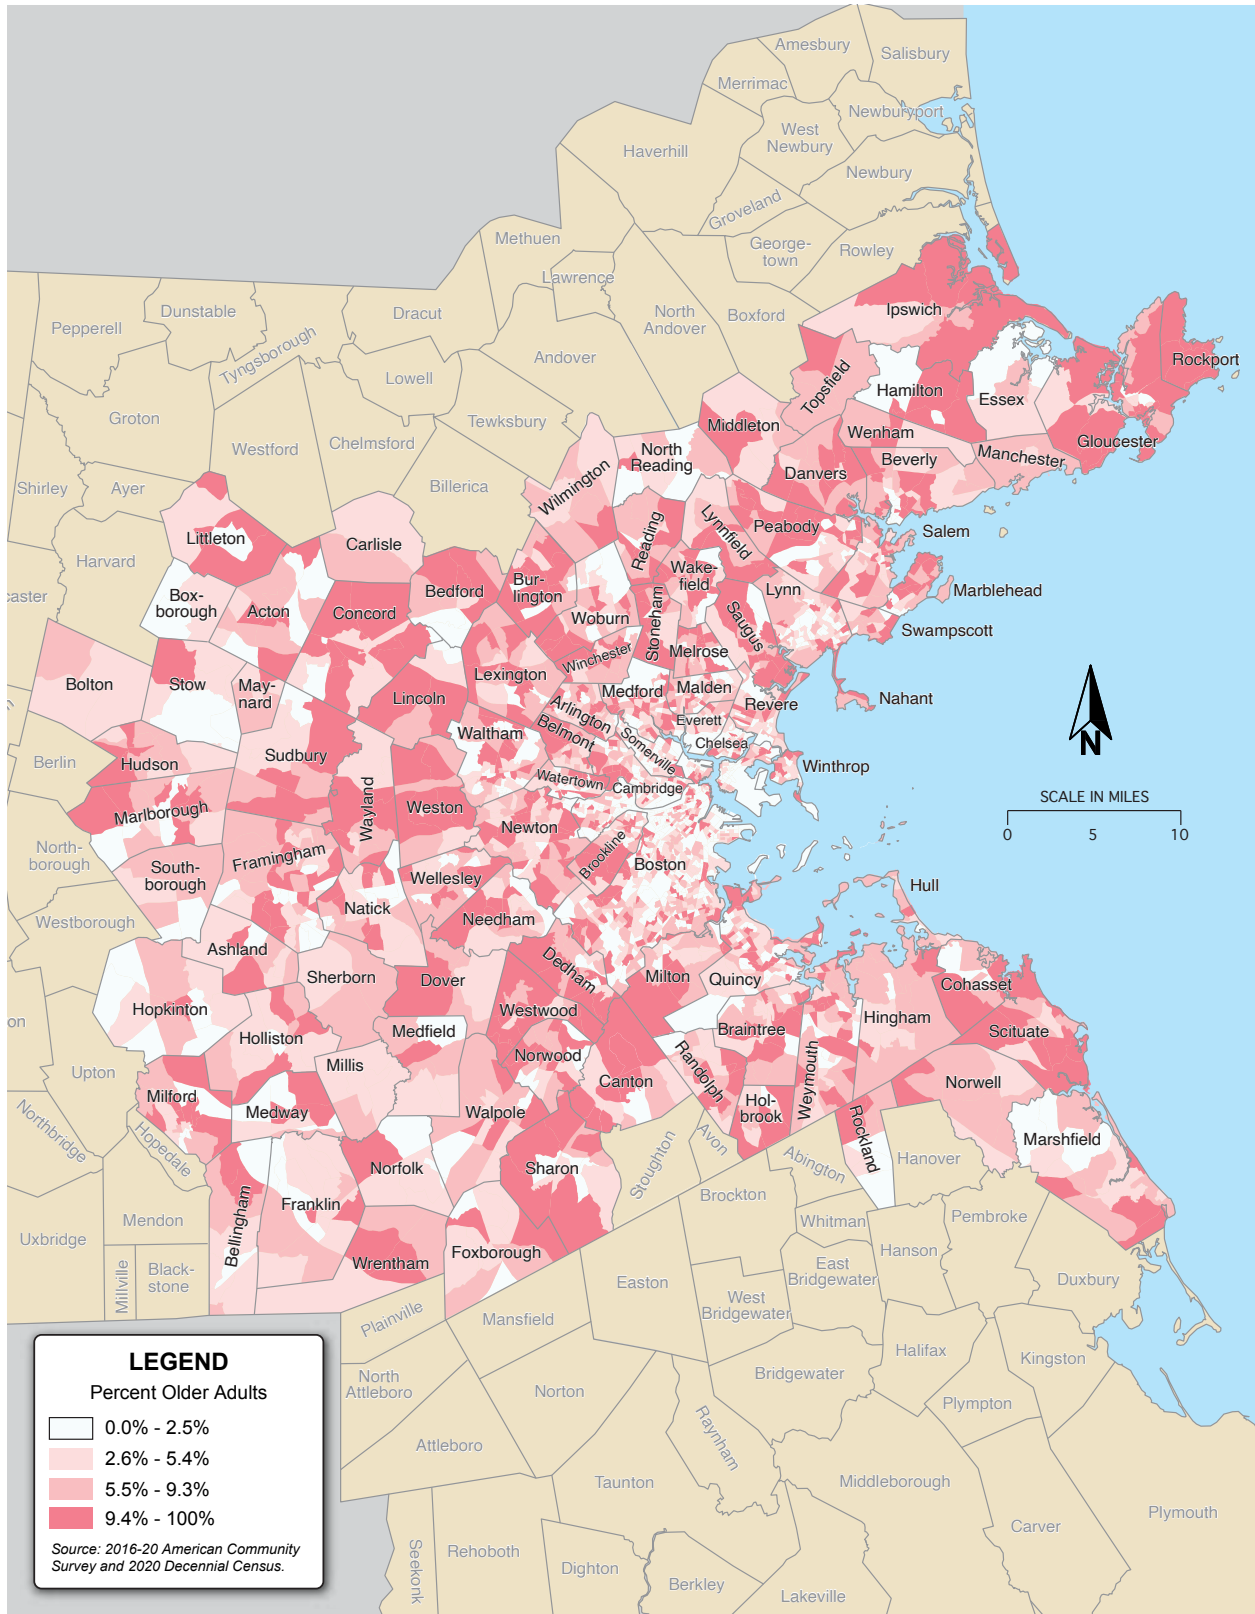 Amesbury
Salisbury
Merrimac
Newburyport
West
Newbury
Haverhill
Newbury
Groveland
Methuen
George-
town
Rowley
Lawrence
Dunstable
Pepperell
Dracut
North
Andover
Boxford
Ipswich
Tyngsborough
Andover
Rockport
Lowell
Topsfield
Hamilton
Essex
Groton
Tewksbury
Middleton
Westford
Chelmsford
Wenham
Gloucester
North
Reading
Beverly
Manchester
Shirley
Ayer
Billerica
Wilmington
Danvers
Littleton
Carlisle
Reading
Lynnfield
Peabody
Salem
Harvard
Wake-
field
caster
Box-
borough
Acton
Concord
Bedford
Bur-
lington
Woburn
Stoneham
Saugus
Lynn
Marblehead
Swampscott
Winchester
Melrose
Bolton
Stow
May-
nard
Lincoln
Lexington
Medford
Malden
Revere
Nahant
Arlington
Everett
Waltham
Belmont
Somerville
Chelsea
Berlin
Hudson
Sudbury
Winthrop
Watertown
Cambridge
Marlborough
Wayland
Weston
N
SCALE IN MILES
0
5
10
Newton
North-
borough
South-
borough
Framingham
Brookline
Boston
Wellesley
Hull
Natick
Needham
Westborough
Ashland
Sherborn
Dover
Dedham
Milton
Quincy
Cohasset
Hopkinton
Westwood
on
Medfield
Braintree
Hingham
Scituate
Holliston
Norwood
Millis
Upton
Canton
Randolph
Weymouth
Norwell
Milford
Medway
Walpole
Hol-
brook
Rockland
Northbridge
Hopedale
Marshfield
Norfolk
Sharon
Stoughton
Avon
Abington
Hanover
Bellingham
Franklin
Brockton
Mendon
Whitman
Pembroke
Uxbridge
Wrentham
Foxborough
Hanson
Millville
Black-
stone
Easton
East
Bridgewater
Duxbury
West
Bridgewater
Plainville
Mansfield
Halifax
Kingston
North
Attleboro
Norton
Bridgewater
Plympton
Raynham
Attleboro
Taunton
Middleborough
Plymouth
Carver
Seekonk
Rehoboth
Dighton
Berkley
Lakeville
LEGEND
Percent Older Adults
0.0% - 2.5%
2.6% - 5.4%
5.5% - 9.3%
9.4% - 100%
Source: 2016-20 American Community
Survey and 2020 Decennial Census.